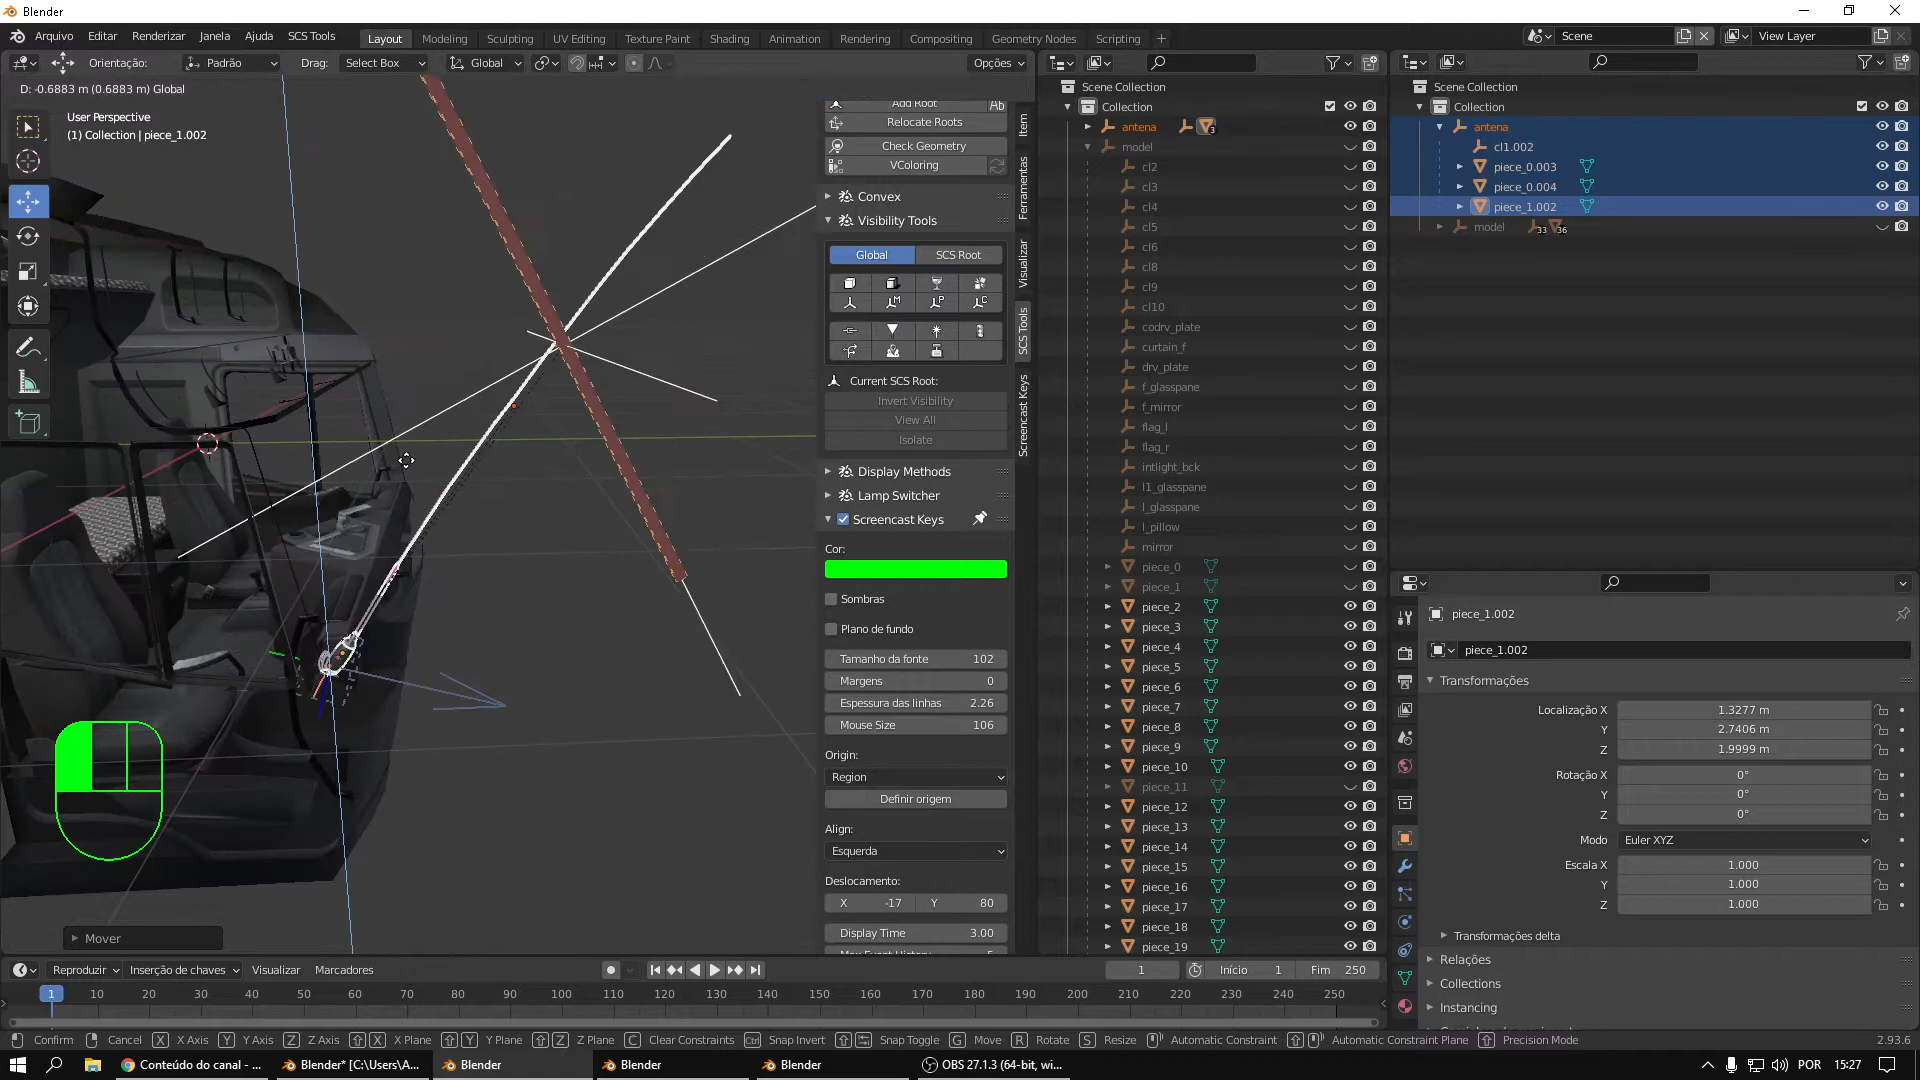 Blender
Arquivo Editar Renderizar Janela Ajuda SCS Tools Layout Modeling Sculpting UV Editing Texture Paint Shading Animation Rendering Compositing Geometry Nodes Scripting + Scene View Layer
Orientação: Padrão Drag: Select Box Global Opções
D: -0.6883 m (0.6883 m) Global
User Perspective
(1) Collection | piece_1.002
Add Root Ab
Relocate Roots
Check Geometry
VColoring
Convex
Visibility Tools
Global SCS Root
Current SCS Root:
Invert Visibility
View All
Isolate
Display Methods
Lamp Switcher
Screencast Keys
Cor:
Sombras
Plano de fundo
Tamanho da fonte 102
Margens 0
Espessura das linhas 2.26
Mouse Size 106
Origin:
Region
Definir origem
Align:
Esquerda
Deslocamento:
X -17 Y 80
Display Time 3.00
Max Event History 5
Item
Ferramentas
Visualizar
SCS Tools
Screencast Keys
Scene Collection
Collection
antena 3
model
cl2
cl3
cl4
cl5
cl6
cl8
cl9
cl10
codrv_plate
curtain_f
drv_plate
f_glasspane
f_mirror
flag_l
flag_r
intlight_bck
l1_glasspane
l_glasspane
l_pillow
mirror
piece_0
piece_1
piece_2
piece_3
piece_4
piece_5
piece_6
piece_7
piece_8
piece_9
piece_10
piece_11
piece_12
piece_13
piece_14
piece_15
piece_16
piece_17
piece_18
piece_19
Scene Collection
Collection
antena
cl1.002
piece_0.003
piece_0.004
piece_1.002
model 33 36
piece_1.002
piece_1.002
Transformações
Localização X 1.3277 m
Y 2.7406 m
Z 1.9999 m
Rotação X 0°
Y 0°
Z 0°
Modo Euler XYZ
Escala X 1.000
Y 1.000
Z 1.000
Transformações delta
Relações
Collections
Instancing
Mover
Reproduzir Inserção de chaves Visualizar Marcadores 1 Início 1 Fim 250
1 10 20 30 40 50 60 70 80 90 100 110 120 130 140 150 160 170 180 190 200 210 220 230 240 250
Confirm Cancel X X Axis Y Y Axis Z Z Axis X X Plane Y Y Plane Z Z Plane C Clear Constraints Ctrl Snap Invert Snap Toggle G Move R Rotate S Resize Automatic Constraint Automatic Constraint Plane Precision Mode 2.93.6
Conteúdo do canal - ... Blender* [C:\Users\A... Blender Blender Blender OBS 27.1.3 (64-bit, wi... POR 15:27